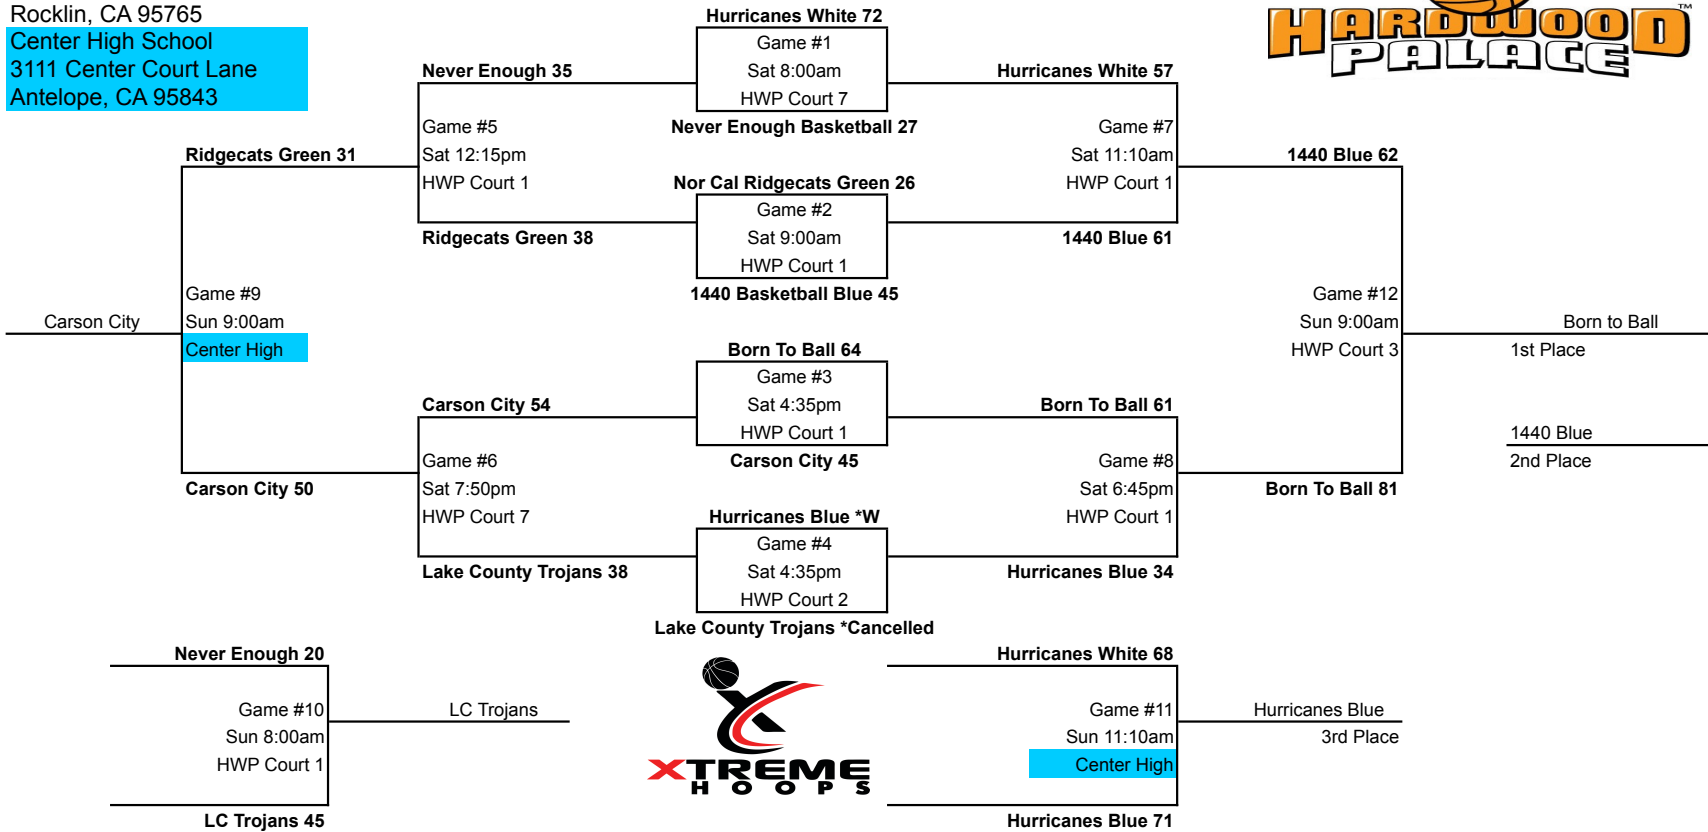 Rocklin, CA 95765
Center High School
3111 Center Court Lane
Antelope, CA 95843
HARDWOOD
PALACE
TM
Hurricanes White 72
Game #1
Sat 8:00am
HWP Court 7
Never Enough Basketball 27
Never Enough 35
Game #5
Sat 12:15pm
HWP Court 1
Ridgecats Green 38
Hurricanes White 57
Game #7
Sat 11:10am
HWP Court 1
1440 Blue 61
Ridgecats Green 31
1440 Blue 62
Nor Cal Ridgecats Green 26
Game #2
Sat 9:00am
HWP Court 1
1440 Basketball Blue 45
Game #9
Sun 9:00am
Center High
Carson City
Game #12
Sun 9:00am
HWP Court 3
Born to Ball
1st Place
1440 Blue
2nd Place
Born To Ball 64
Game #3
Sat 4:35pm
HWP Court 1
Carson City 45
Carson City 54
Game #6
Sat 7:50pm
HWP Court 7
Lake County Trojans 38
Born To Ball 61
Game #8
Sat 6:45pm
HWP Court 1
Hurricanes Blue 34
Carson City 50
Born To Ball 81
Hurricanes Blue *W
Game #4
Sat 4:35pm
HWP Court 2
Lake County Trojans *Cancelled
Never Enough 20
Game #10
Sun 8:00am
HWP Court 1
LC Trojans 45
LC Trojans
XTREME
HOOPS
Hurricanes White 68
Game #11
Sun 11:10am
Center High
Hurricanes Blue 71
Hurricanes Blue
3rd Place